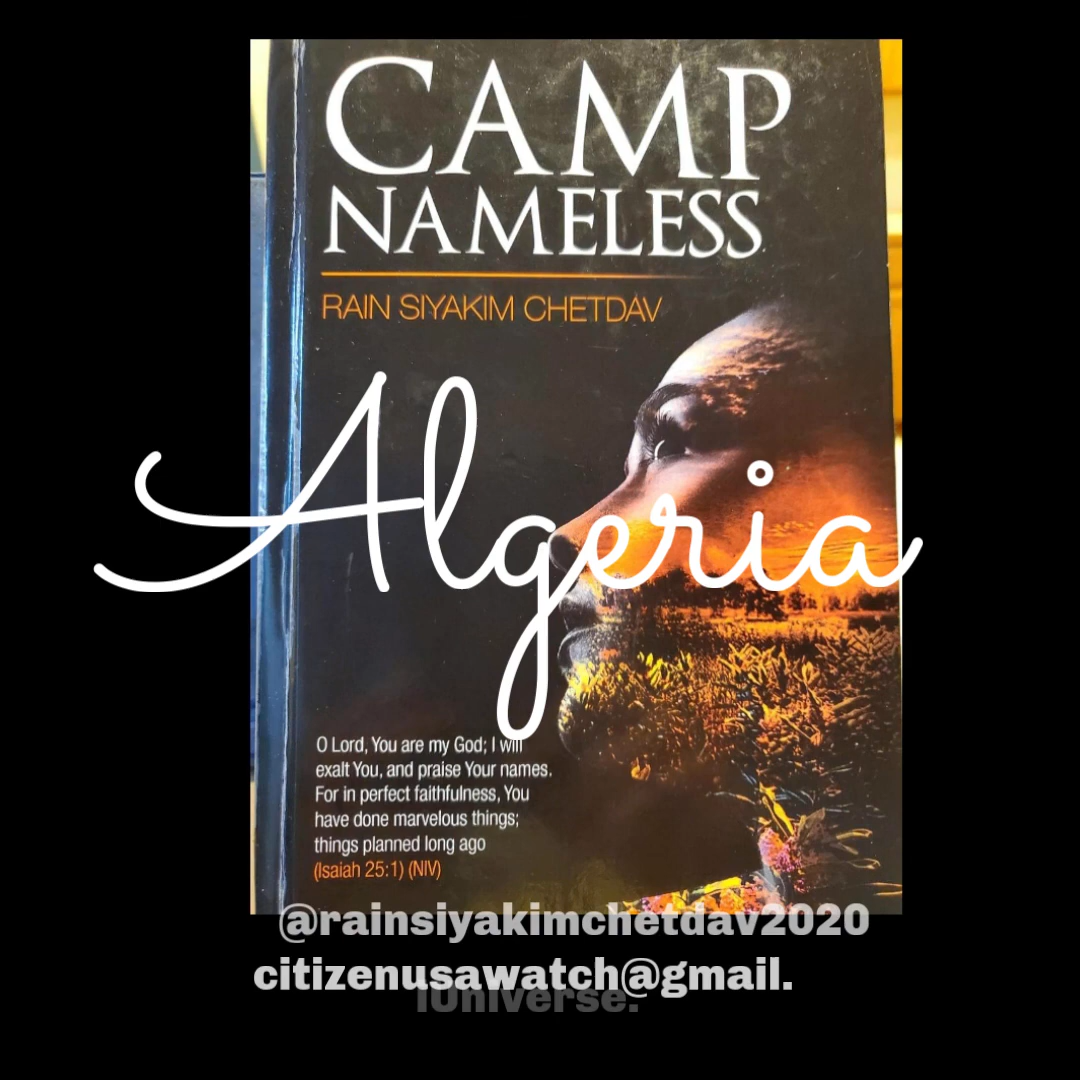 CAMP
NAMELESS
RAIN SIYAKIM CHETDAV
Algeria
O Lord, You are my God; I will
exalt You, and praise Your names.
For in perfect faithfulness, You
have done marvelous things;
things planned long ago
(Isaiah 25:1) (NIV)
@rainsiyakimchetdav2020
citizenusawatch@gmail.
iUniverse.